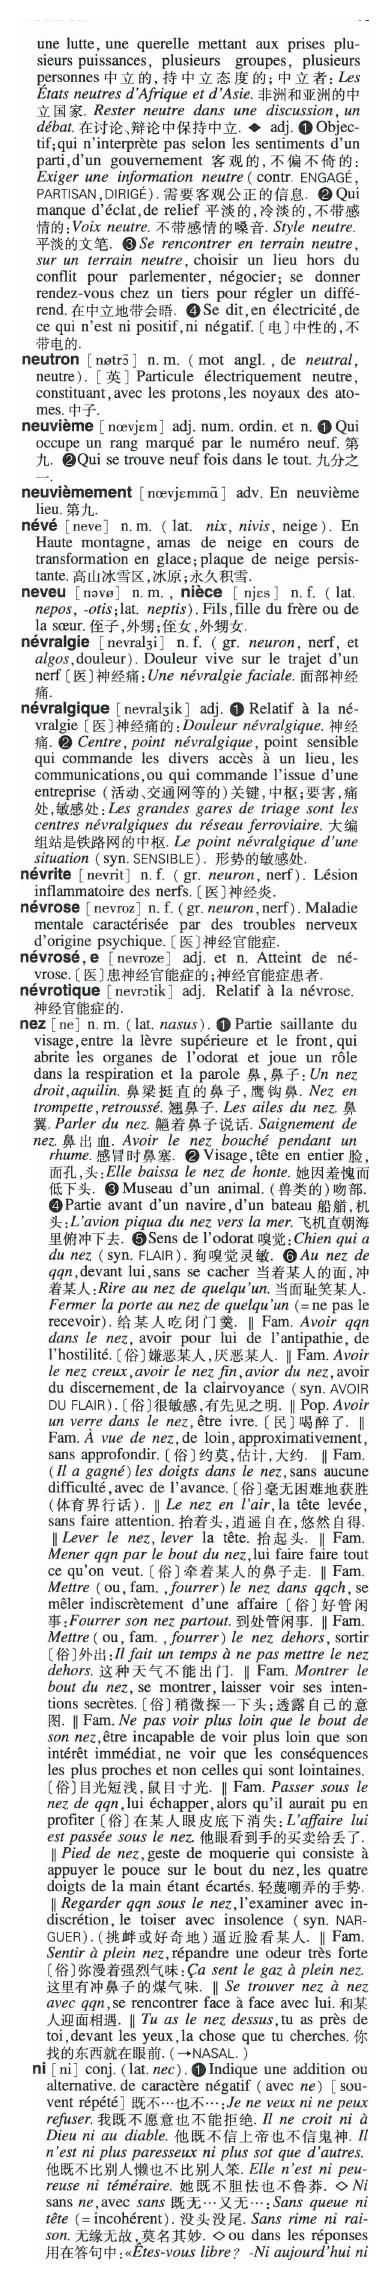 une lutte, une querelle mettant aux prises plu-
sieurs puissances, plusieurs groupes, plusieurs
personnes 中立的, 持中立态度的; 中立者: Les
États neutres d'Afrique et d'Asie. 非洲和亚洲的中
立国家. Rester neutre dans une discussion, un
débat. 在讨论、辩论中保持中立. ◆ adj. ❶ Objec-
tif; qui n'interprète pas selon les sentiments d'un
parti, d'un gouvernement 客观的, 不偏不倚的:
Exiger une information neutre ( contr. ENGAGÉ,
PARTISAN, DIRIGÉ). 需要客观公正的信息. ❷ Qui
manque d'éclat, de relief 平淡的, 冷淡的, 不带感
情的: Voix neutre. 不带感情的嗓音. Style neutre.
平淡的文笔. ❸ Se rencontrer en terrain neutre,
sur un terrain neutre, choisir un lieu hors du
conflit pour parlementer, négocier; se donner
rendez-vous chez un tiers pour régler un diffé-
rend. 在中立地带会晤. ❹ Se dit, en électricité, de
ce qui n'est ni positif, ni négatif. 〔电〕中性的, 不
带电的.
neutron [nøtrɔ̃] n. m. ( mot angl. , de neutral,
neutre). [英] Particule électriquement neutre,
constituant, avec les protons, les noyaux des ato-
mes. 中子.
neuvième [nœvjɛm] adj. num. ordin. et n. ❶ Qui
occupe un rang marqué par le numéro neuf. 第
九. ❷ Qui se trouve neuf fois dans le tout. 九分之
一.
neuvièmement [nœvjɛmmɑ̃] adv. En neuvième
lieu. 第九.
névé [neve] n. m. ( lat. nix, nivis, neige). En
Haute montagne, amas de neige en cours de
transformation en glace; plaque de neige persis-
tante. 高山冰雪区, 冰原; 永久积雪.
neveu [nəvø] n. m. , nièce [njɛs] n. f. ( lat.
nepos, -otis; lat. neptis). Fils, fille du frère ou de
la sœur. 侄子, 外甥; 侄女, 外甥女.
névralgie [nevralʒi] n. f. ( gr. neuron, nerf, et
algos, douleur). Douleur vive sur le trajet d'un
nerf〔医〕神经痛: Une névralgie faciale. 面部神经
痛.
névralgique [nevralʒik] adj. ❶ Relatif à la né-
vralgie〔医〕神经痛的: Douleur névralgique. 神经
痛. ❷ Centre, point névralgique, point sensible
qui commande les divers accès à un lieu, les
communications, ou qui commande l'issue d'une
entreprise (活动、交通网等的)关键, 中枢; 要害, 痛
处, 敏感处: Les grandes gares de triage sont les
centres névralgiques du réseau ferroviaire. 大编
组站是铁路网的中枢. Le point névralgique d'une
situation ( syn. SENSIBLE). 形势的敏感处.
névrite [nevrit] n. f. ( gr. neuron, nerf). Lésion
inflammatoire des nerfs. 〔医〕神经炎.
névrose [nevroz] n. f. ( gr. neuron, nerf). Maladie
mentale caractérisée par des troubles nerveux
d'origine psychique. 〔医〕神经官能症.
névrosé, e [nevroze] adj. et n. Atteint de né-
vrose. 〔医〕患神经官能症的; 神经官能症患者.
névrotique [nevrɔtik] adj. Relatif à la névrose.
神经官能症的.
nez [ne] n. m. ( lat. nasus). ❶ Partie saillante du
visage, entre la lèvre supérieure et le front, qui
abrite les organes de l'odorat et joue un rôle
dans la respiration et la parole 鼻, 鼻子: Un nez
droit, aquilin. 鼻梁挺直的鼻子, 鹰钩鼻. Nez en
trompette, retroussé. 翘鼻子. Les ailes du nez. 鼻
翼. Parler du nez. 齆着鼻子说话. Saignement de
nez. 鼻出血. Avoir le nez bouché pendant un
rhume. 感冒时鼻塞. ❷ Visage, tête en entier 脸,
面孔, 头: Elle baissa le nez de honte. 她因羞愧而
低下头. ❸ Museau d'un animal. (兽类的)吻部.
❹ Partie avant d'un navire, d'un bateau 船艏, 机
头: L'avion piqua du nez vers la mer. 飞机直朝海
里俯冲下去. ❺ Sens de l'odorat 嗅觉: Chien qui a
du nez ( syn. FLAIR). 狗嗅觉灵敏. ❻ Au nez de
qqn, devant lui, sans se cacher 当着某人的面, 冲
着某人: Rire au nez de quelqu'un. 当面耻笑某人.
Fermer la porte au nez de quelqu'un (= ne pas le
recevoir). 给某人吃闭门羹. ‖ Fam. Avoir qqn
dans le nez, avoir pour lui de l'antipathie, de
l'hostilité. 〔俗〕嫌恶某人, 厌恶某人. ‖ Fam. Avoir
le nez creux, avoir le nez fin, avior du nez, avoir
du discernement, de la clairvoyance ( syn. AVOIR
DU FLAIR). 〔俗〕很敏感, 有先见之明. ‖ Pop. Avoir
un verre dans le nez, être ivre. 〔民〕喝醉了. ‖
Fam. À vue de nez, de loin, approximativement,
sans approfondir. 〔俗〕约莫, 估计, 大约. ‖ Fam.
(Il a gagné) les doigts dans le nez, sans aucune
difficulté, avec de l'avance. 〔俗〕毫无困难地获胜
(体育界行话). ‖ Le nez en l'air, la tête levée,
sans faire attention. 抬着头, 逍遥自在, 悠然自得.
‖ Lever le nez, lever la tête. 抬起头. ‖ Fam.
Mener qqn par le bout du nez, lui faire faire tout
ce qu'on veut. 〔俗〕牵着某人的鼻子走. ‖ Fam.
Mettre ( ou, fam. , fourrer) le nez dans qqch, se
mêler indiscrètement d'une affaire 〔俗〕好管闲
事: Fourrer son nez partout. 到处管闲事. ‖ Fam.
Mettre ( ou, fam. , fourrer) le nez dehors, sortir
〔俗〕外出: Il fait un temps à ne pas mettre le nez
dehors. 这种天气不能出门. ‖ Fam. Montrer le
bout du nez, se montrer, laisser voir ses inten-
tions secrètes. 〔俗〕稍微探一下头; 透露自己的意
图. ‖ Fam. Ne pas voir plus loin que le bout de
son nez, être incapable de voir plus loin que son
intérêt immédiat, ne voir que les conséquences
les plus proches et non celles qui sont lointaines.
〔俗〕目光短浅, 鼠目寸光. ‖ Fam. Passer sous le
nez de qqn, lui échapper, alors qu'il aurait pu en
profiter 〔俗〕在某人眼皮底下消失: L'affaire lui
est passée sous le nez. 他眼看到手的买卖给丢了.
‖ Pied de nez, geste de moquerie qui consiste à
appuyer le pouce sur le bout du nez, les quatre
doigts de la main étant écartés. 轻蔑嘲弄的手势.
‖ Regarder qqn sous le nez, l'examiner avec in-
discrétion, le toiser avec insolence ( syn. NAR-
GUER). (挑衅或好奇地)逼近脸看某人. ‖ Fam.
Sentir à plein nez, répandre une odeur très forte
〔俗〕弥漫着强烈气味: Ça sent le gaz à plein nez.
这里有冲鼻子的煤气味. ‖ Se trouver nez à nez
avec qqn, se rencontrer face à face avec lui. 和某
人迎面相遇. ‖ Tu as le nez dessus, tu as près de
toi, devant les yeux, la chose que tu cherches. 你
找的东西就在眼前. (→NASAL. )
ni [ni] conj. (lat. nec). ❶ Indique une addition ou
alternative. de caractère négatif ( avec ne) [sou-
vent répété] 既不…也不…: Je ne veux ni ne peux
refuser. 我既不愿意也不能拒绝. Il ne croit ni à
Dieu ni au diable. 他既不信上帝也不信鬼神. Il
n'est ni plus paresseux ni plus sot que d'autres.
他既不比别人懒也不比别人笨. Elle n'est ni peu-
reuse ni téméraire. 她既不胆怯也不鲁莽. ◇ Ni
sans ne, avec sans 既无…又无…: Sans queue ni
tête (= incohérent). 没头没尾. Sans rime ni rai-
son. 无缘无故, 莫名其妙. ◇ ou dans les réponses
用在答句中: «Êtes-vous libre? -Ni aujourd'hui ni